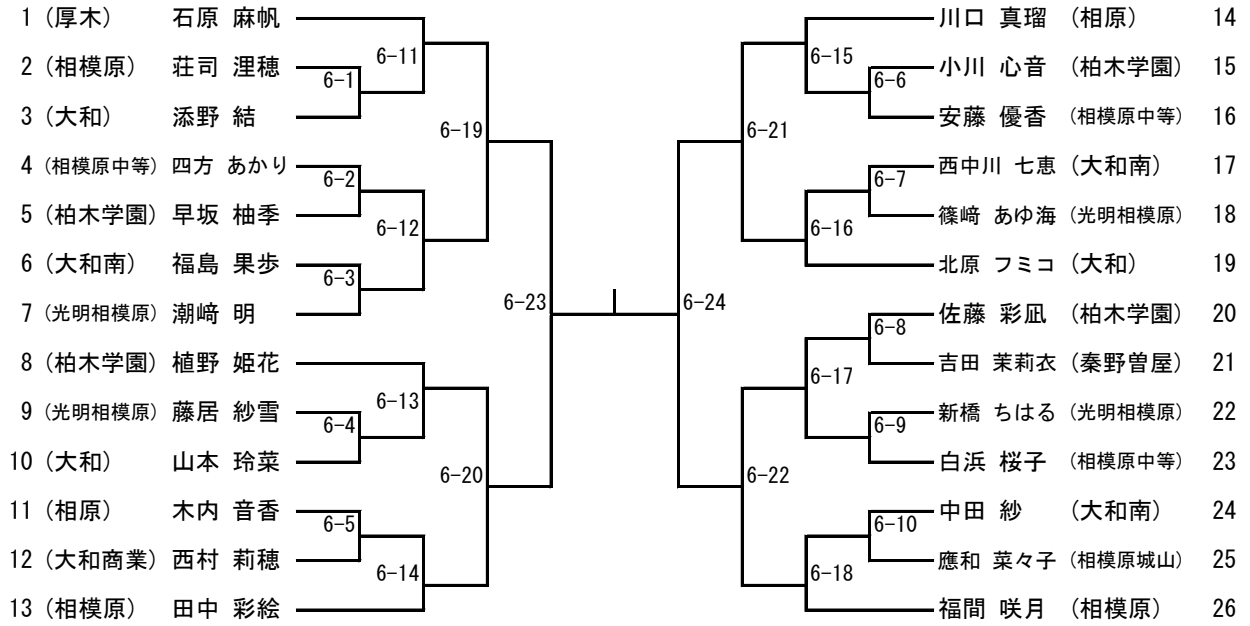 1 (厚木) 石原 麻帆
2 (相模原) 荘司 浬穂
3 (大和) 添野 結
4 (相模原中等) 四方 あかり
5 (柏木学園) 早坂 柚季
6 (大和南) 福島 果歩
7 (光明相模原) 潮﨑 明
8 (柏木学園) 植野 姫花
9 (光明相模原) 藤居 紗雪
10 (大和) 山本 玲菜
11 (相原) 木内 音香
12 (大和商業) 西村 莉穂
13 (相模原) 田中 彩絵
6-1
6-2
6-3
6-4
6-5
6-11
6-12
6-13
6-14
6-19
6-20
6-23
6-24
6-21
6-22
6-15
6-16
6-17
6-18
6-6
6-7
6-8
6-9
6-10
川口 真瑠 (相原) 14
小川 心音 (柏木学園) 15
安藤 優香 (相模原中等) 16
西中川 七恵 (大和南) 17
篠﨑 あゆ海 (光明相模原) 18
北原 フミコ (大和) 19
佐藤 彩凪 (柏木学園) 20
吉田 茉莉衣 (秦野曽屋) 21
新橋 ちはる (光明相模原) 22
白浜 桜子 (相模原中等) 23
中田 紗 (大和南) 24
應和 菜々子 (相模原城山) 25
福間 咲月 (相模原) 26